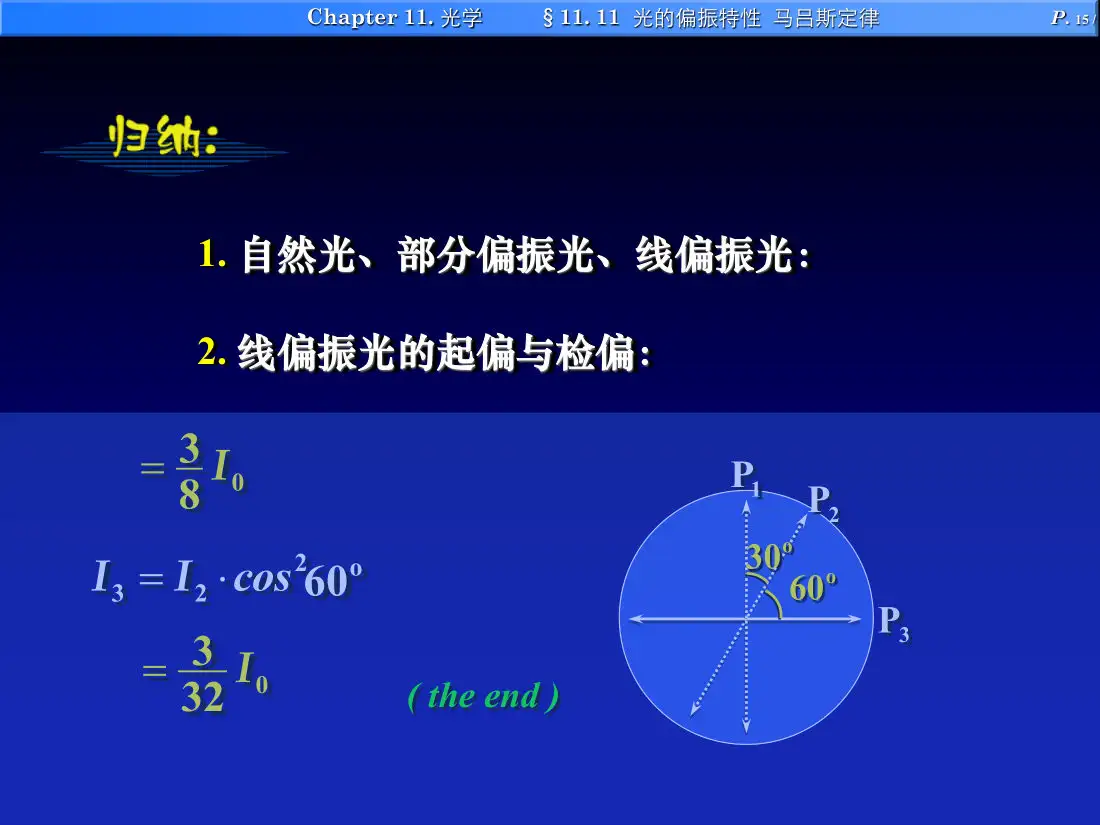 Chapter 11. 光学 §11. 11 光的偏振特性 马吕斯定律 P. 15 /
归纳:
1. 自然光、部分偏振光、线偏振光:
2. 线偏振光的起偏与检偏:
= 3/8 I₀
I₃ = I₂ · cos²60º
= 3/32 I₀
( the end )
P₁
P₂
30º
60º
P₃